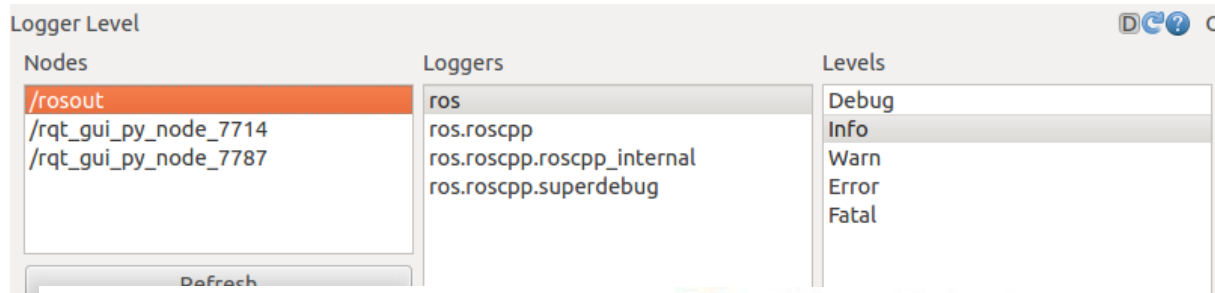 Logger Level
D ?
Nodes
/rosout
/rqt_gui_py_node_7714
/rqt_gui_py_node_7787
Refresh
Loggers
ros
ros.roscpp
ros.roscpp.roscpp_internal
ros.roscpp.superdebug
Levels
Debug
Info
Warn
Error
Fatal